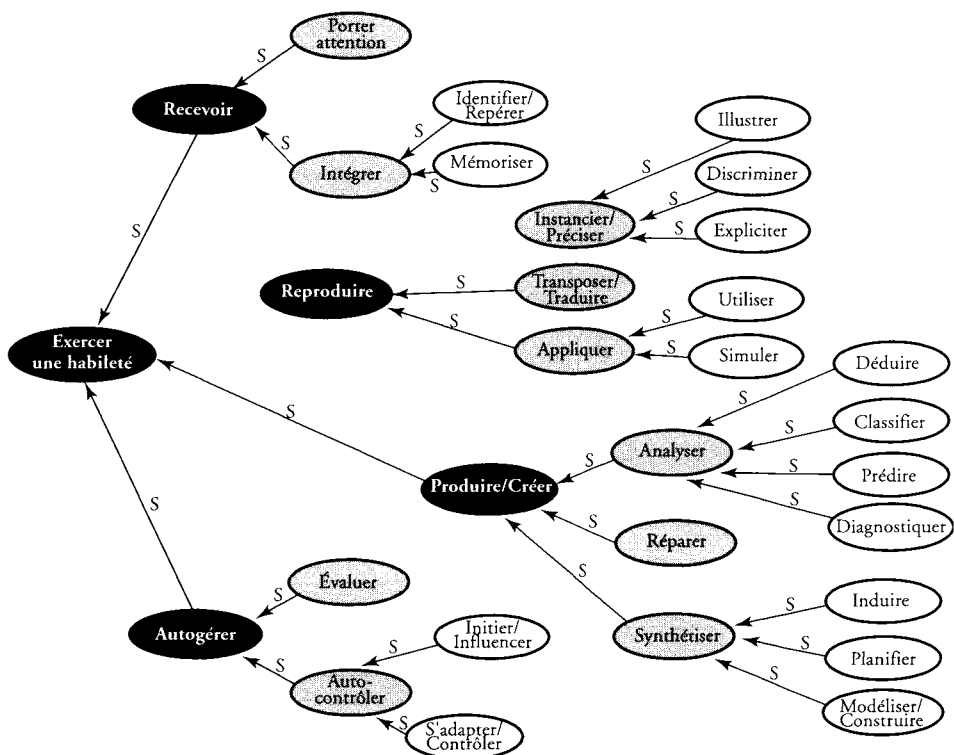 Porter
attention
S
Recevoir
Identifier/
Repérer
S
S
Intégrer
Mémoriser
S
Illustrer
S
Discriminer
S
Instancier/
Préciser
S
Expliciter
S
Reproduire
S
Transposer/
Traduire
S
Appliquer
S
Utiliser
S
Simuler
Exercer
une habileté
S
Produire/Créer
S
Analyser
S
Déduire
S
Classifier
S
Prédire
S
Diagnostiquer
S
Réparer
S
Synthétiser
S
Induire
S
Planifier
S
Modéliser/
Construire
S
Autogérer
S
Évaluer
S
Auto-
contrôler
S
Initier/
Influencer
S
S'adapter/
Contrôler